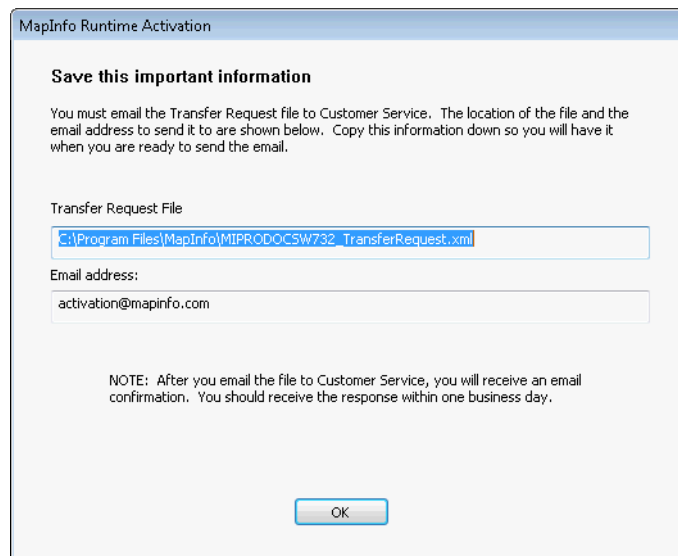 MapInfo Runtime Activation
Save this important information
You must email the Transfer Request file to Customer Service. The location of the file and the
email address to send it to are shown below. Copy this information down so you will have it
when you are ready to send the email.
Transfer Request File
C:\Program Files\MapInfo\MIPRODOCSW732_TransferRequest.xml
Email address:
activation@mapinfo.com
NOTE: After you email the file to Customer Service, you will receive an email
confirmation. You should receive the response within one business day.
OK